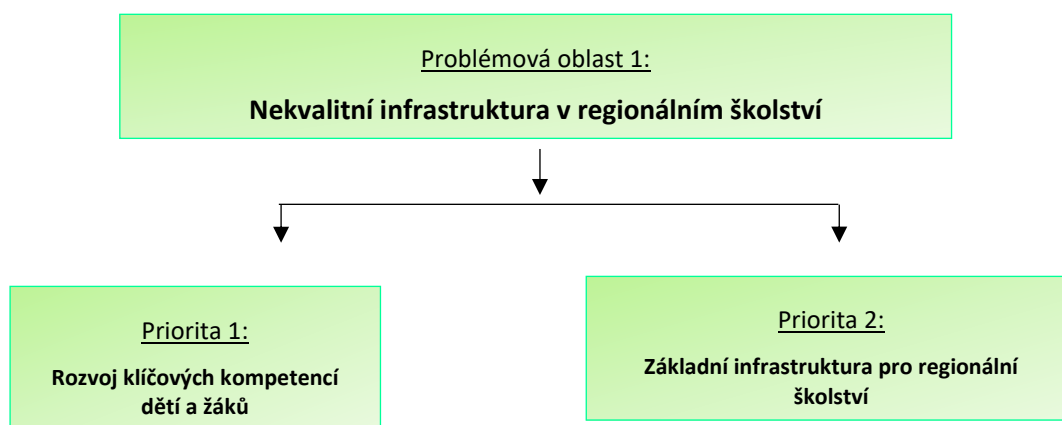 Problémová oblast 1:
Nekvalitní infrastruktura v regionálním školství
Priorita 1:
Rozvoj klíčových kompetencí
dětí a žáků
Priorita 2:
Základní infrastruktura pro regionální
školství